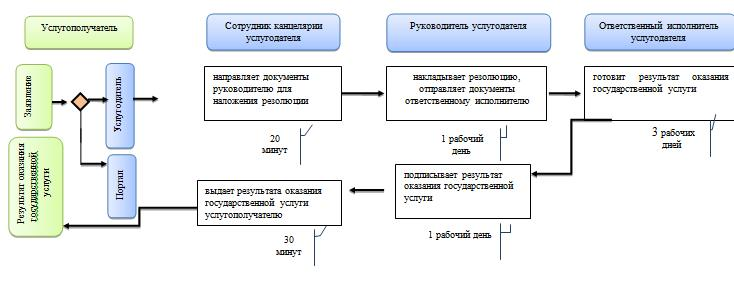 Услугополучатель
Сотрудник канцелярии
услугодателя
Руководитель услугодателя
Ответственный исполнитель
услугодателя
Заявление
Услугодатель
направляет документы
руководителю для
наложения резолюции
накладывает резолюцию,
отправляет документы
ответственному исполнителю
готовит результат оказания
государственной услуги
20
минут
1 рабочий
день
3 рабочих
дней
Результат оказания
государственной
услуги
Портал
выдает результата оказания
государственной услуги
услугополучателю
подписывает результат
оказания государственной
услуги
30
минут
1 рабочий день